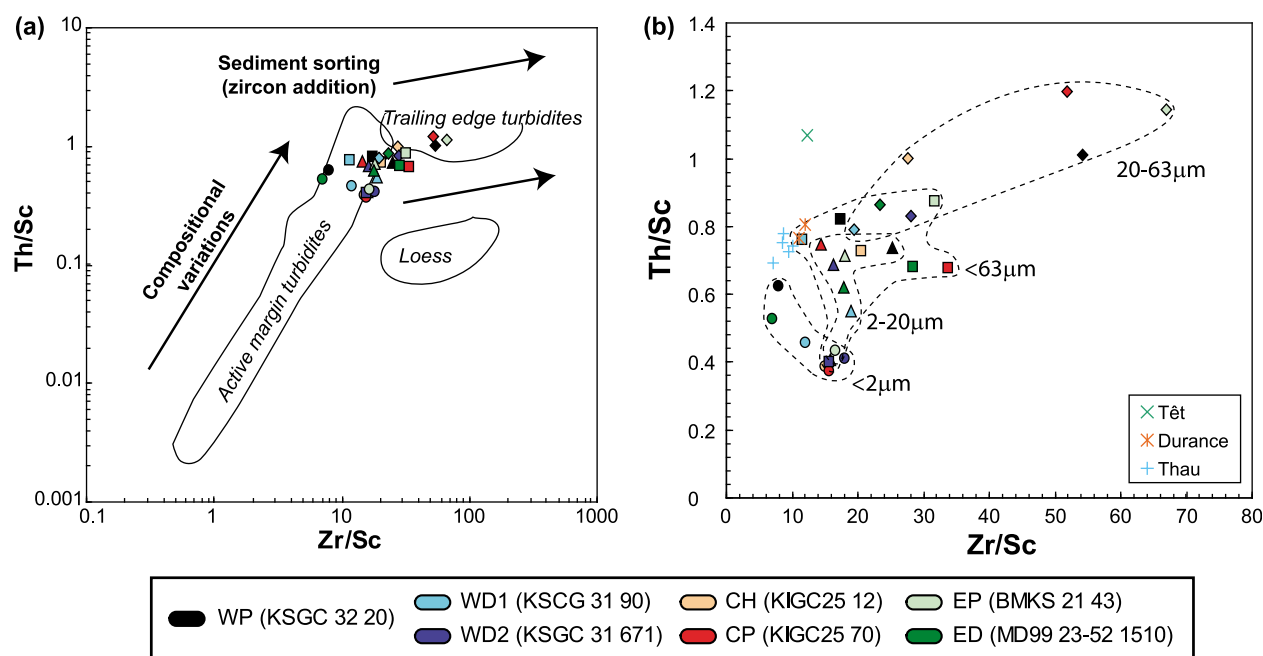 (a)
10
1
0.1
0.01
0.001
Th/Sc
0.1
1
10
100
1000
Zr/Sc
Sediment sorting
(zircon addition)
Trailing edge turbidites
Compositional
variations
Active margin turbidites
Loess
(b)
1.4
1.2
1
0.8
0.6
0.4
0.2
0
Th/Sc
0
10
20
30
40
50
60
70
80
Zr/Sc
20-63µm
<63µm
2-20µm
<2µm
Têt
Durance
Thau
WP (KSGC 32 20)
WD1 (KSCG 31 90)
CH (KIGC25 12)
EP (BMKS 21 43)
WD2 (KSGC 31 671)
CP (KIGC25 70)
ED (MD99 23-52 1510)